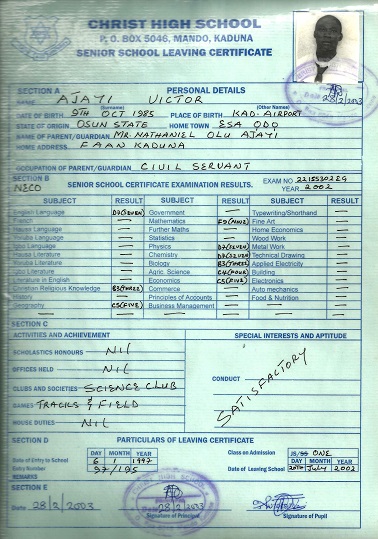 CHRIST HIGH SCHOOL
P. O. BOX 5046, MANDO, KADUNA
SENIOR SCHOOL LEAVING CERTIFICATE
28/2/2003
SECTION A PERSONAL DETAILS
NAME AJAYI VICTOR
(Surname) (Other Names)
DATE OF BIRTH 9TH OCT 1985 PLACE OF BIRTH KAD. AIRPORT
STATE OF ORIGIN OSUN STATE HOME TOWN ESA ODO
NAME OF PARENT/GUARDIAN MR. NATHANIEL OLU AJAYI
HOME ADDRESS FAAN KADUNA
OCCUPATION OF PARENT/GUARDIAN CIVIL SERVANT
SECTION B EXAM NO
NECO SENIOR SCHOOL CERTIFICATE EXAMINATION RESULTS. YEAR 2002
SUBJECT RESULT SUBJECT RESULT SUBJECT RESULT
English Language D7(SEVEN) Government — Typewriting/Shorthand —
French — Mathematics F9(NINE) Fine Art —
Hausa Language — Further Maths — Home Economics —
Yoruba Language — Statistics — Wood Work —
Igbo Language — Physics D7(SEVEN) Metal Work —
Hausa Literature — Chemistry D7(SEVEN) Technical Drawing —
Yoruba Literature — Biology B3(THREE) Applied Electricity —
Igbo Literature — Agric Science C4(FOUR) Building —
Literature in English — Economics C5(FIVE) Electronics —
Christian Religious Knowledge B3(THREE) Commerce — Auto mechanics —
History — Principles of Accounts — Food & Nutrition —
Geography C5(FIVE) Business Management —
SECTION C
ACTIVITIES AND ACHIEVEMENT SPECIAL INTERESTS AND APTITUDE
SCHOLASTICS HONOURS Nil
OFFICES HELD Nil
CLUBS AND SOCIETIES SCIENCE CLUB CONDUCT SATISFACTORY
GAMES TRACKS & FIELD
HOUSE DUTIES Nil
SECTION D PARTICULARS OF LEAVING CERTIFICATE
DAY MONTH YEAR Class on Admission JS/SS ONE
Date of Entry to School 6 1 1997 DAY MONTH YEAR
Entry Number 97/195 Date of Leaving School 20TH July 2002
REMARKS
SECTION E
Date 28/2/2003 28/2/2003
Signature of Principal Signature of Pupil